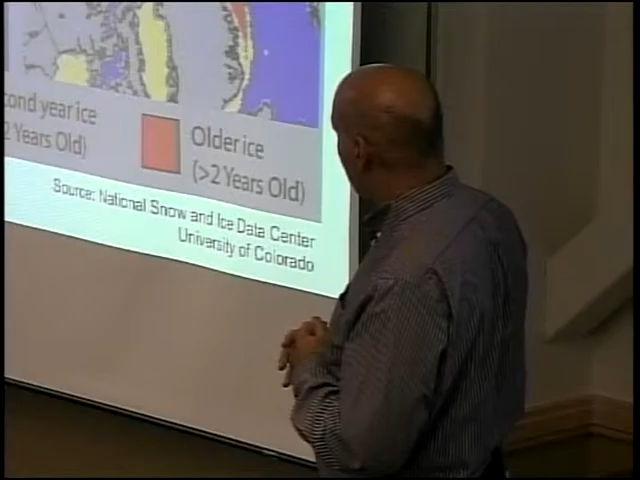 cond year ice
2 Years Old)
Older ice
(>2 Years Old)
Source: National Snow and Ice Data Center
University of Colorado